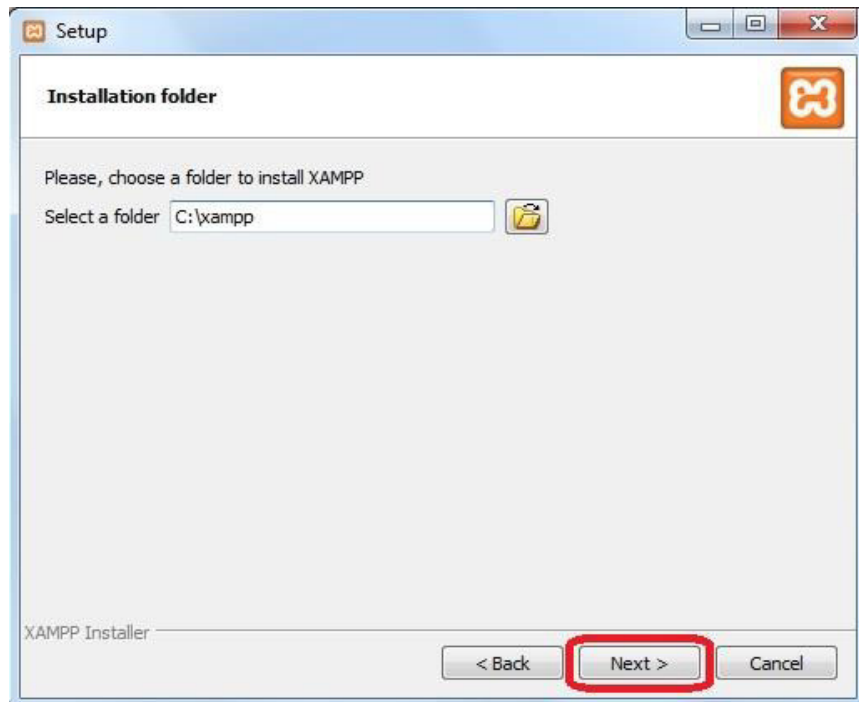 Setup
Installation folder
Please, choose a folder to install XAMPP
Select a folder C:\xampp
XAMPP Installer
< Back Next > Cancel